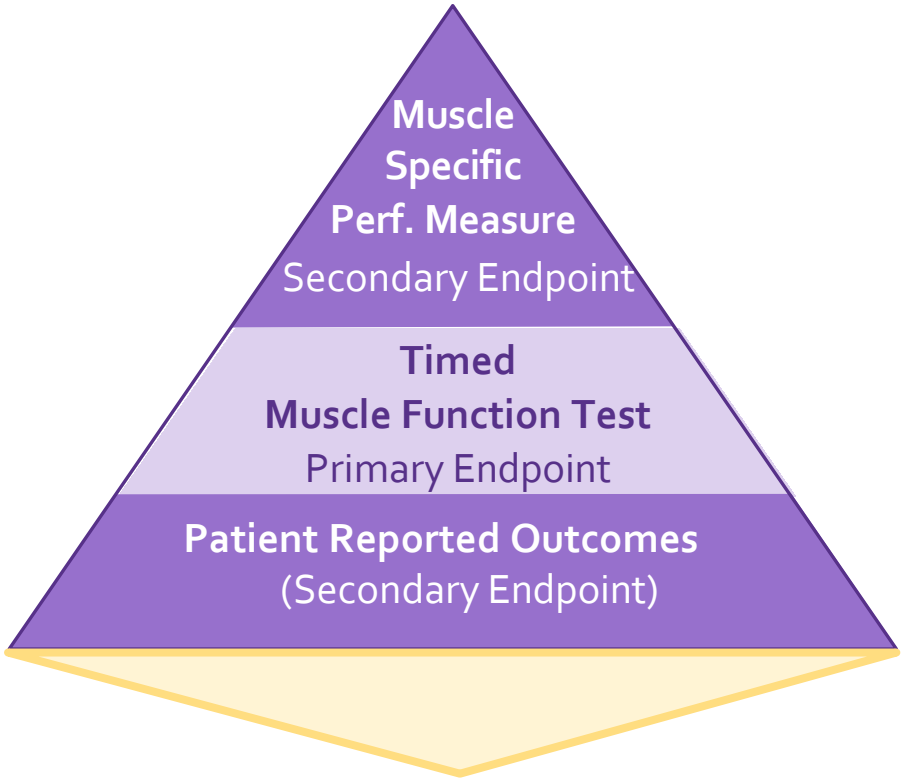 Muscle
Specific
Perf. Measure
Secondary Endpoint
Timed
Muscle Function Test
Primary Endpoint
Patient Reported Outcomes
(Secondary Endpoint)